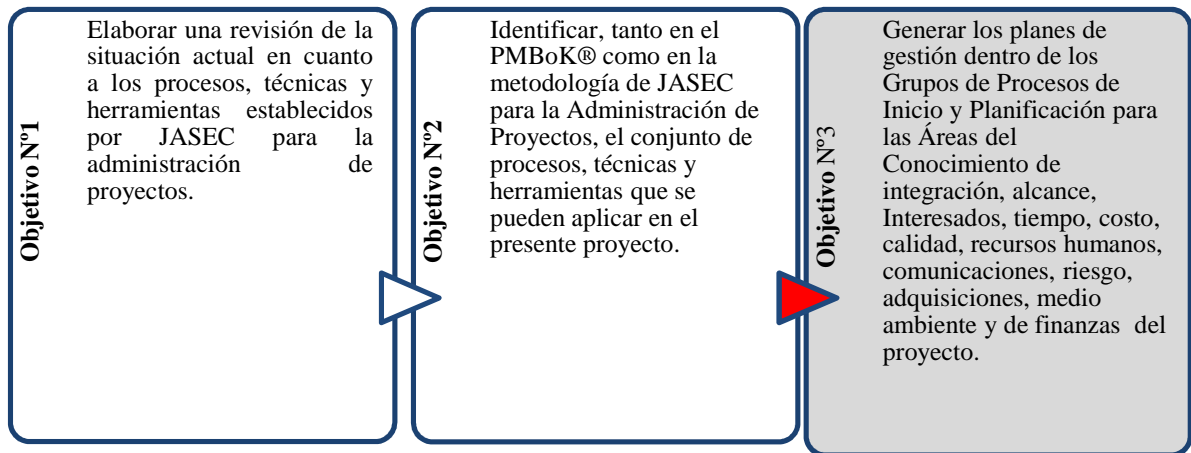 Objetivo Nº1
Elaborar una revisión de la
situación actual en cuanto
a los procesos, técnicas y
herramientas establecidos
por JASEC para la
administración de
proyectos.
Objetivo Nº2
Identificar, tanto en el
PMBoK® como en la
metodología de JASEC
para la Administración de
Proyectos, el conjunto de
procesos, técnicas y
herramientas que se
pueden aplicar en el
presente proyecto.
Objetivo Nº3
Generar los planes de
gestión dentro de los
Grupos de Procesos de
Inicio y Planificación para
las Áreas del
Conocimiento de
integración, alcance,
Interesados, tiempo, costo,
calidad, recursos humanos,
comunicaciones, riesgo,
adquisiciones, medio
ambiente y de finanzas del
proyecto.